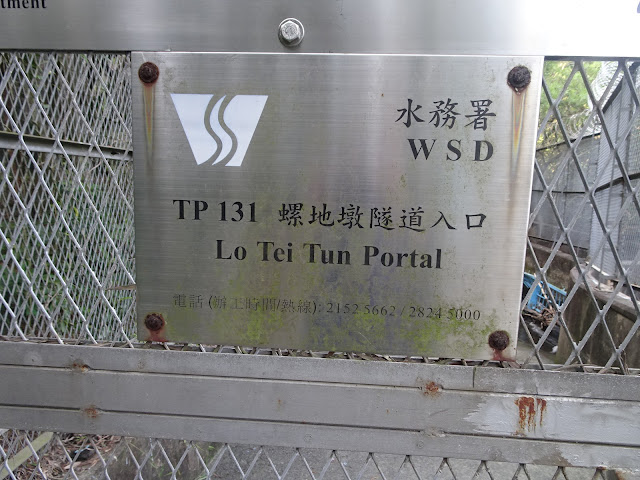 tment
水務署
WSD
TP 131 螺地墩隧道入口
Lo Tei Tun Portal
電話 (辦工時間/熱線): 2152 5662 / 2824 5000